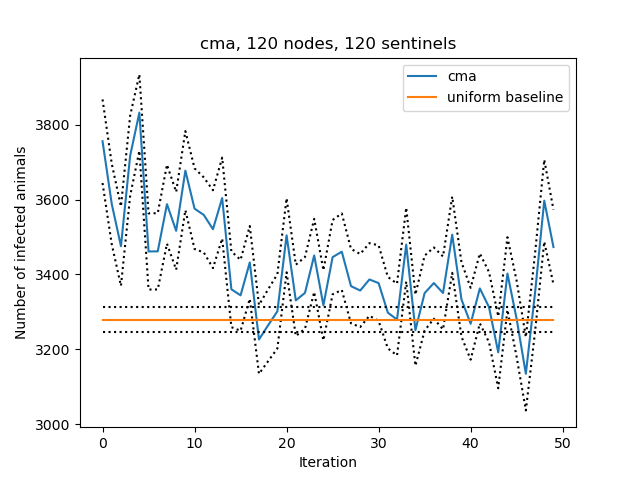 cma, 120 nodes, 120 sentinels
cma
uniform baseline
Number of infected animals
3800
3600
3400
3200
3000
0 10 20 30 40 50
Iteration